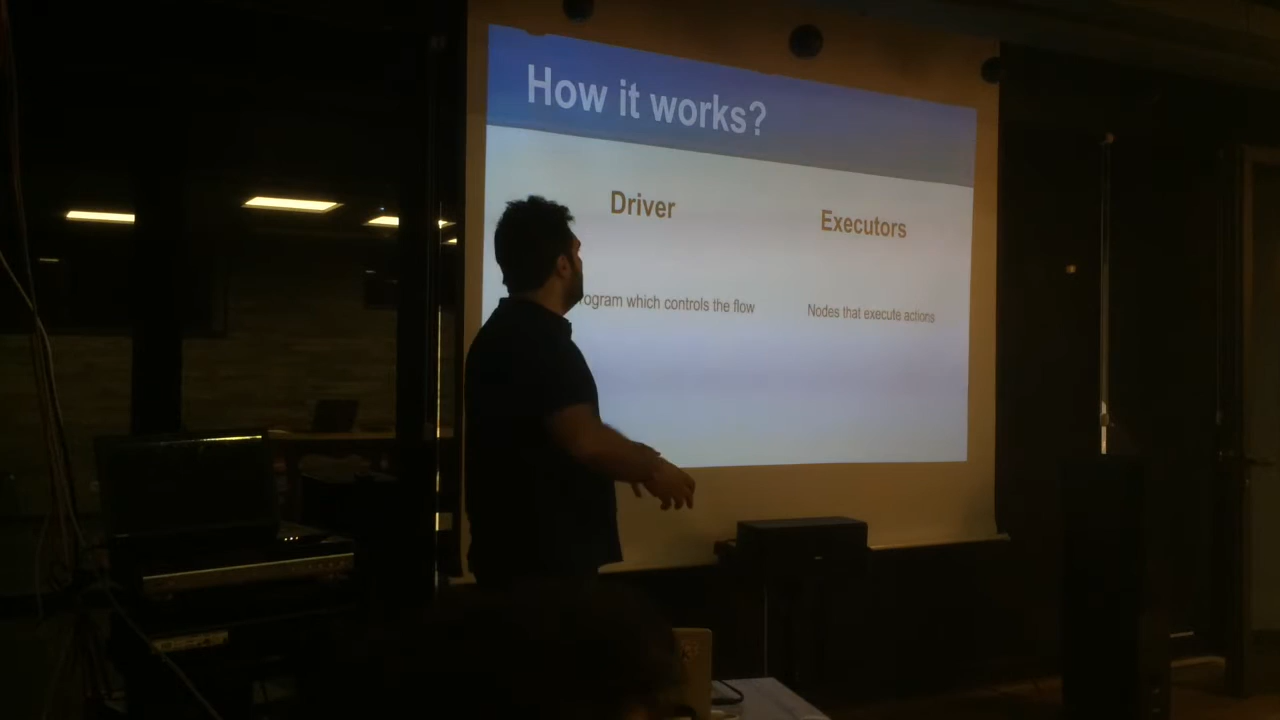 How it works?
Driver
Executors
rogram which controls the flow
Nodes that execute actions